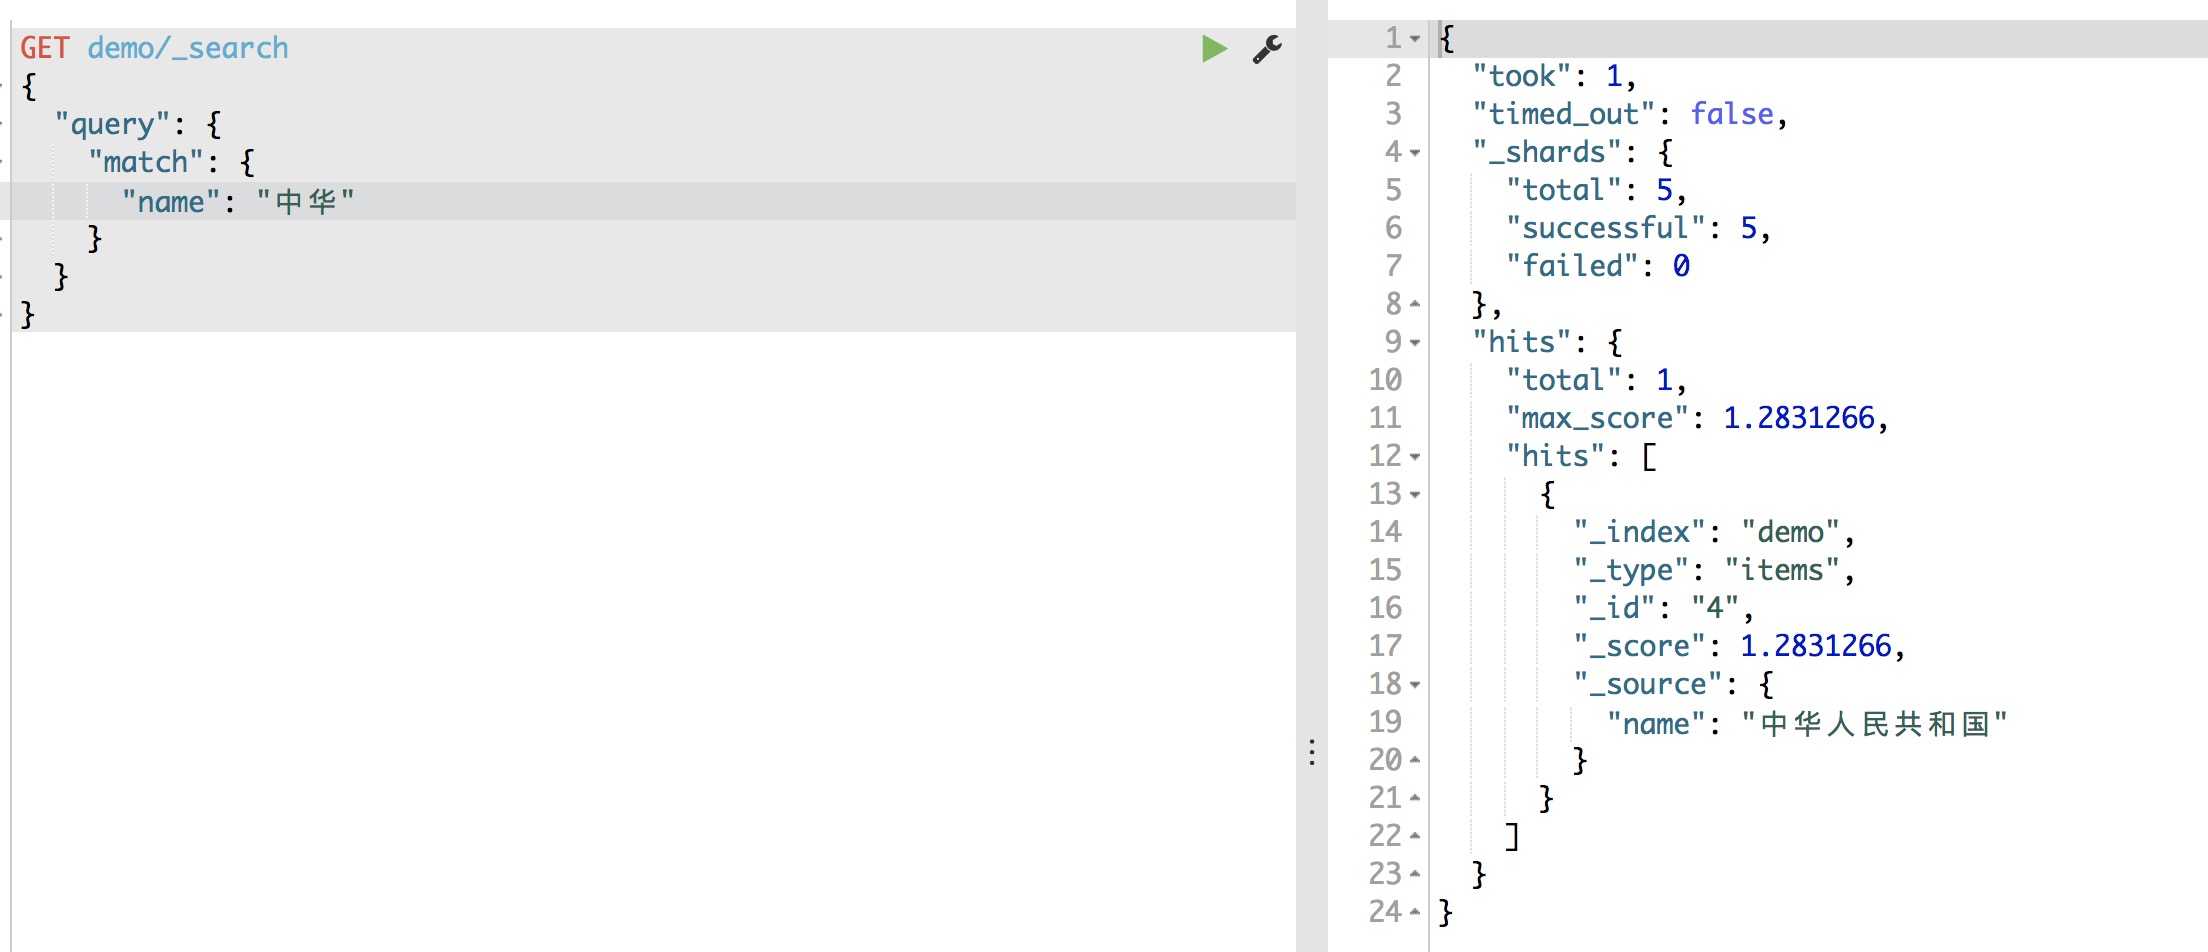 GET demo/_search
{
  "query": {
    "match": {
      "name": "中华"
    }
  }
}
1 {
2   "took": 1,
3   "timed_out": false,
4   "_shards": {
5     "total": 5,
6     "successful": 5,
7     "failed": 0
8   },
9   "hits": {
10     "total": 1,
11     "max_score": 1.2831266,
12     "hits": [
13       {
14         "_index": "demo",
15         "_type": "items",
16         "_id": "4",
17         "_score": 1.2831266,
18         "_source": {
19           "name": "中华人民共和国"
20         }
21       }
22     ]
23   }
24 }